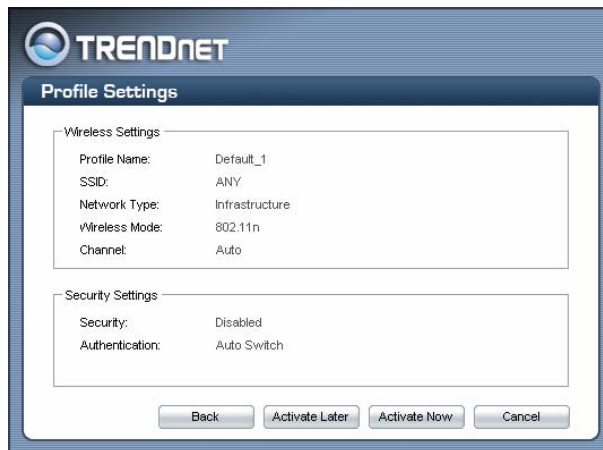 TRENDNET
Profile Settings
Wireless Settings
Profile Name: Default_1
SSID: ANY
Network Type: Infrastructure
Wireless Mode: 802.11n
Channel: Auto
Security Settings
Security: Disabled
Authentication: Auto Switch
Back Activate Later Activate Now Cancel